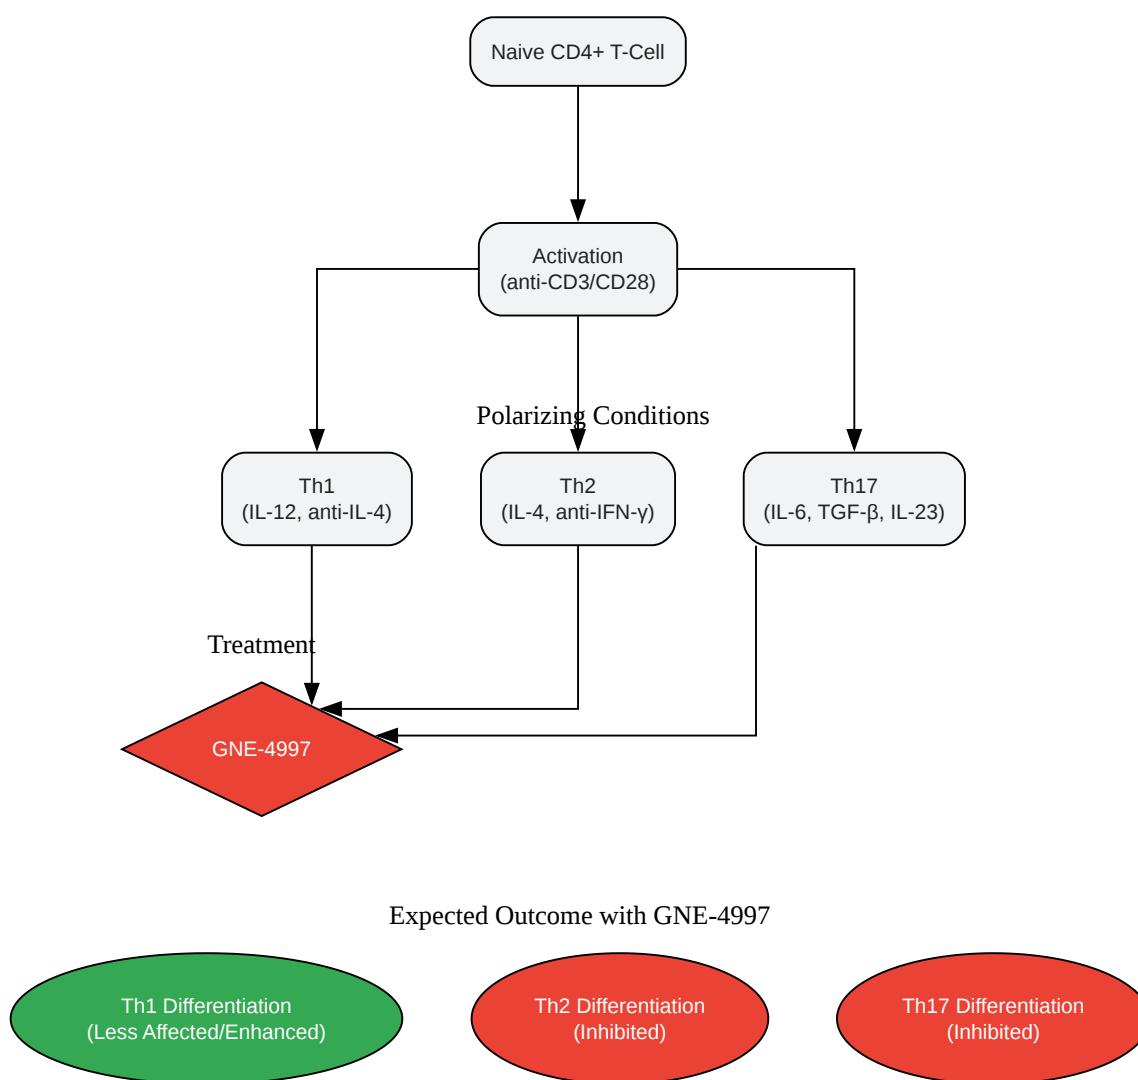 Naive CD4+ T-Cell
Activation
(anti-CD3/CD28)
Polarizing Conditions
Th1
(IL-12, anti-IL-4)
Th2
(IL-4, anti-IFN-γ)
Th17
(IL-6, TGF-β, IL-23)
Treatment
GNE-4997
Expected Outcome with GNE-4997
Th1 Differentiation
(Less Affected/Enhanced)
Th2 Differentiation
(Inhibited)
Th17 Differentiation
(Inhibited)